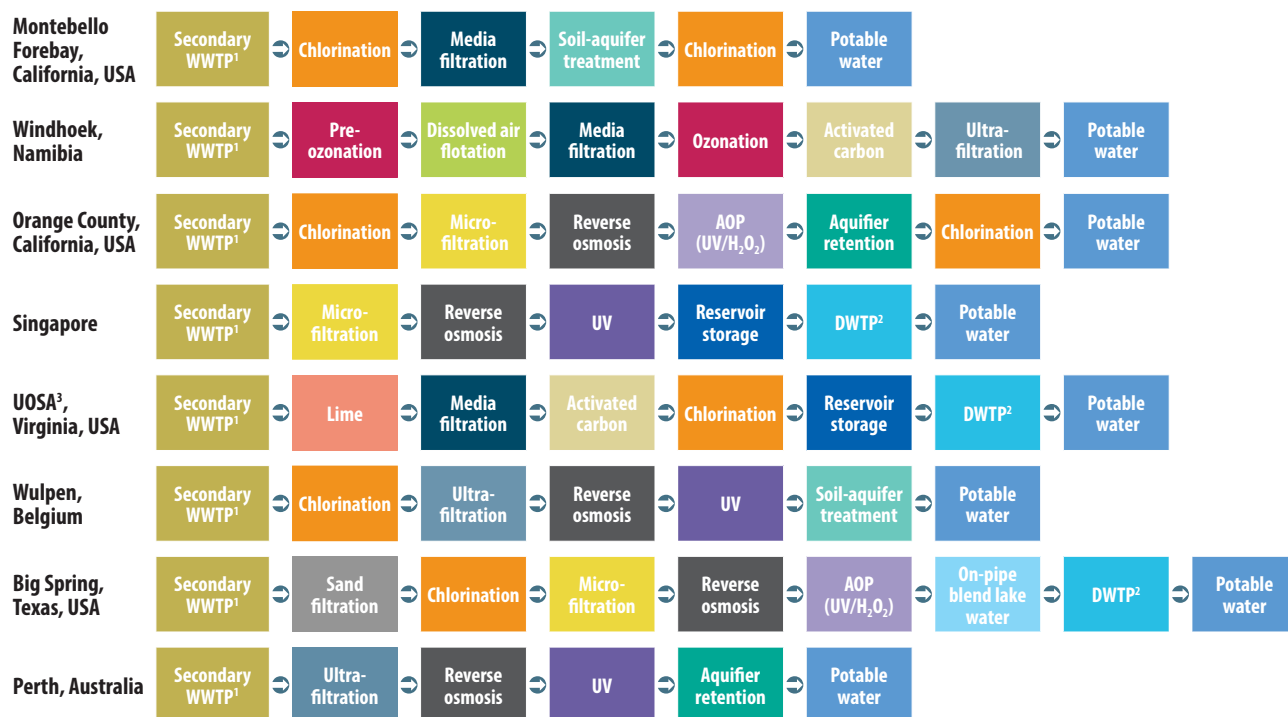 Montebello
Forebay,
California, USA
Secondary
WWTP¹
Chlorination
Media
filtration
Soil-aquifer
treatment
Chlorination
Potable
water
Windhoek,
Namibia
Secondary
WWTP¹
Pre-
ozonation
Dissolved air
flotation
Media
filtration
Ozonation
Activated
carbon
Ultra-
filtration
Potable
water
Orange County,
California, USA
Secondary
WWTP¹
Chlorination
Micro-
filtration
Reverse
osmosis
AOP
(UV/H₂O₂)
Aquifier
retention
Chlorination
Potable
water
Singapore
Secondary
WWTP¹
Micro-
filtration
Reverse
osmosis
UV
Reservoir
storage
DWTP²
Potable
water
UOSA³,
Virginia, USA
Secondary
WWTP¹
Lime
Media
filtration
Activated
carbon
Chlorination
Reservoir
storage
DWTP²
Potable
water
Wulpen,
Belgium
Secondary
WWTP¹
Chlorination
Ultra-
filtration
Reverse
osmosis
UV
Soil-aquifer
treatment
Potable
water
Big Spring,
Texas, USA
Secondary
WWTP¹
Sand
filtration
Chlorination
Micro-
filtration
Reverse
osmosis
AOP
(UV/H₂O₂)
On-pipe
blend lake
water
DWTP²
Potable
water
Perth, Australia
Secondary
WWTP¹
Ultra-
filtration
Reverse
osmosis
UV
Aquifier
retention
Potable
water